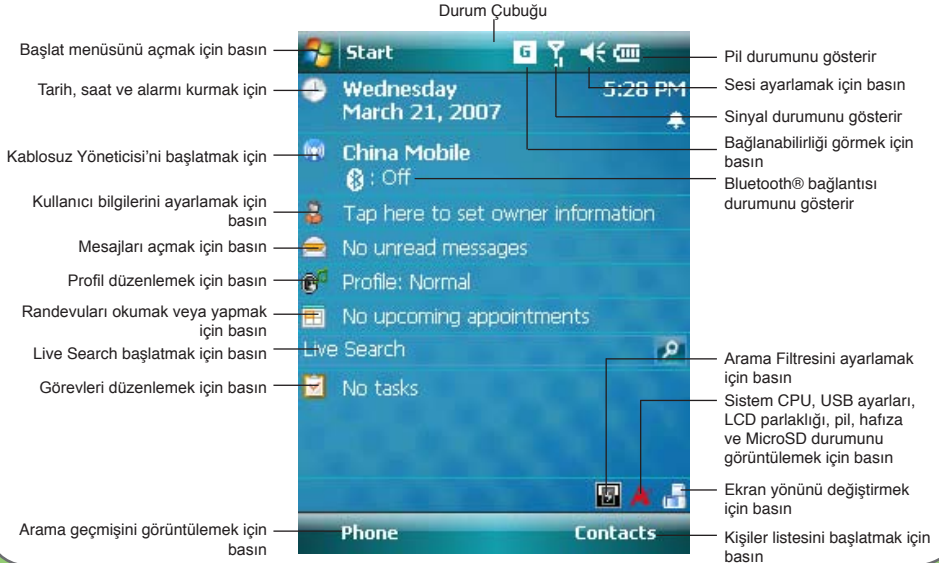 Durum Çubuğu
Başlat menüsünü açmak için basın
Tarih, saat ve alarmı kurmak için
Kablosuz Yöneticisi'ni başlatmak için
Kullanıcı bilgilerini ayarlamak için
basın
Mesajları açmak için basın
Profil düzenlemek için basın
Randevuları okumak veya yapmak
için basın
Live Search başlatmak için basın
Görevleri düzenlemek için basın
Arama geçmişini görüntülemek için
basın
Start
G
Wednesday
5:28 PM
March 21, 2007
China Mobile
: Off
Tap here to set owner information
No unread messages
Profile: Normal
No upcoming appointments
Live Search
No tasks
Phone
Contacts
Pil durumunu gösterir
Sesi ayarlamak için basın
Sinyal durumunu gösterir
Bağlanabilirliği görmek için
basın
Bluetooth® bağlantısı
durumunu gösterir
Arama Filtresini ayarlamak
için basın
Sistem CPU, USB ayarları,
LCD parlaklığı, pil, hafıza
ve MicroSD durumunu
görüntülemek için basın
Ekran yönünü değiştirmek
için basın
Kişiler listesini başlatmak için
basın